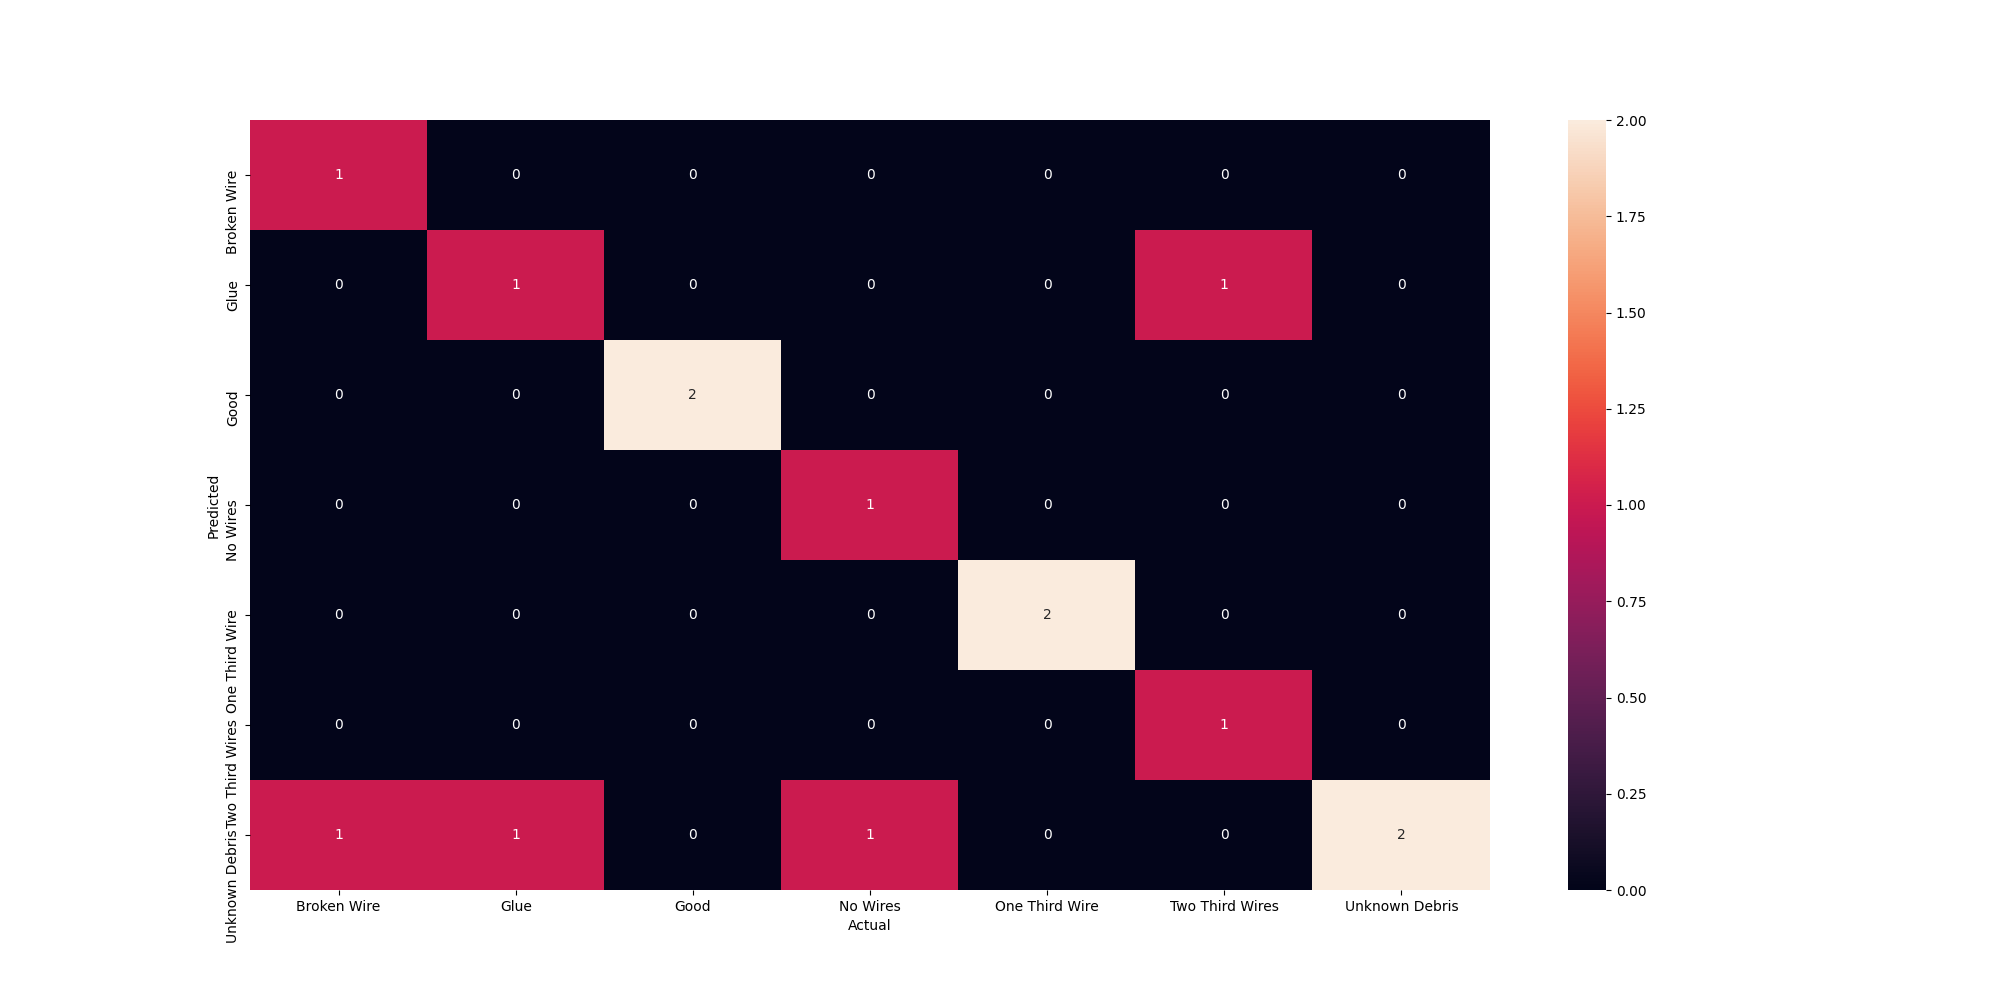 Predicted
Broken Wire
1 0 0 0 0 0 0
Glue
0 1 0 0 0 1 0
Good
0 0 2 0 0 0 0
No Wires
0 0 0 1 0 0 0
One Third Wire
0 0 0 0 2 0 0
Two Third Wires
0 0 0 0 0 1 0
Unknown Debris
1 1 0 1 0 0 2
Broken Wire Glue Good No Wires One Third Wire Two Third Wires Unknown Debris
Actual
2.00
1.75
1.50
1.25
1.00
0.75
0.50
0.25
0.00